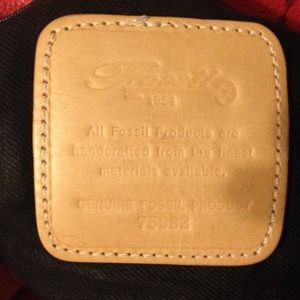 Fossil
1954
All Fossil Products are
handcrafted from the finest
materials available.
GENUINE FOSSIL PRODUCT
75082